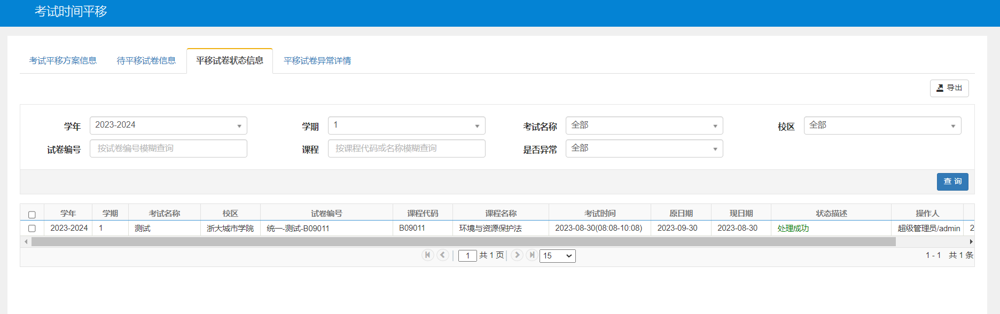 考试时间平移
考试平移方案信息 待平移试卷信息 平移试卷状态信息 平移试卷异常详情
导出
学年 2023-2024 学期 1 考试名称 全部 校区 全部
试卷编号 按试卷编号模糊查询 课程 按课程代码或名称模糊查询 是否异常 全部
查 询
学年 学期 考试名称 校区 试卷编号 课程代码 课程名称 考试时间 原日期 现日期 状态描述 操作人
2023-2024 1 测试 浙大城市学院 统一-测试-B09011 B09011 环境与资源保护法 2023-08-30(08:08-10:08) 2023-09-30 2023-08-30 处理成功 超级管理员/admin 2
1 共 1 页 15 1 - 1 共 1 条